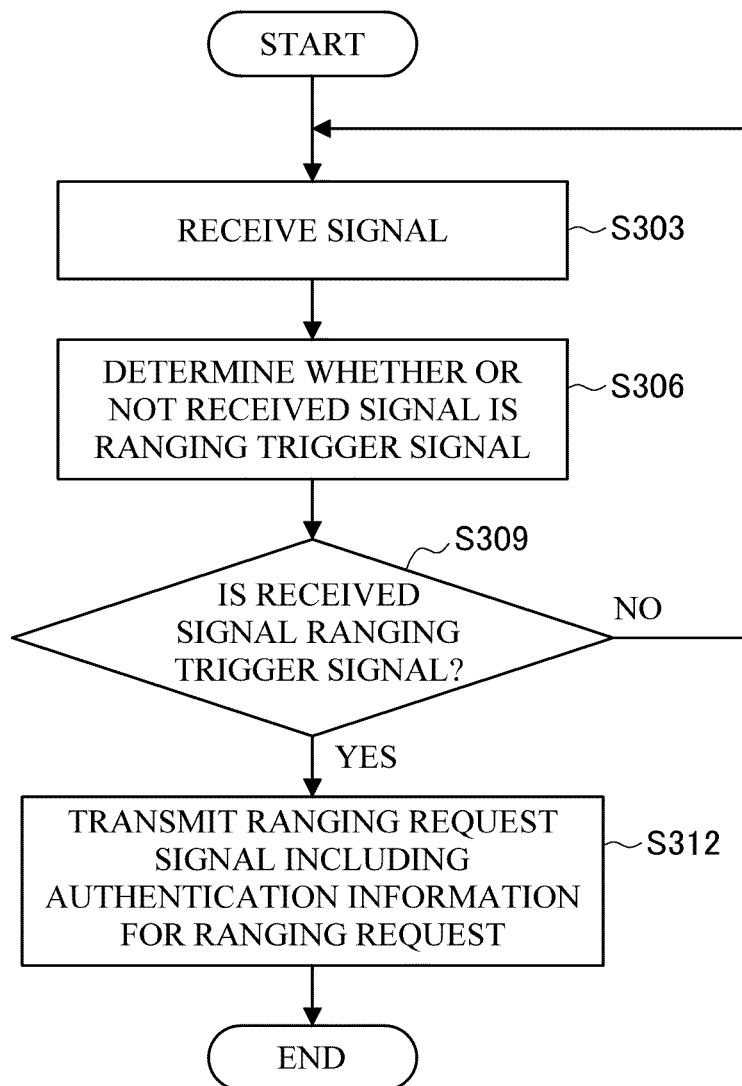 START
RECEIVE SIGNAL
S303
DETERMINE WHETHER OR
NOT RECEIVED SIGNAL IS
RANGING TRIGGER SIGNAL
S306
S309
IS RECEIVED
SIGNAL RANGING
TRIGGER SIGNAL?
NO
YES
TRANSMIT RANGING REQUEST
SIGNAL INCLUDING
AUTHENTICATION INFORMATION
FOR RANGING REQUEST
S312
END